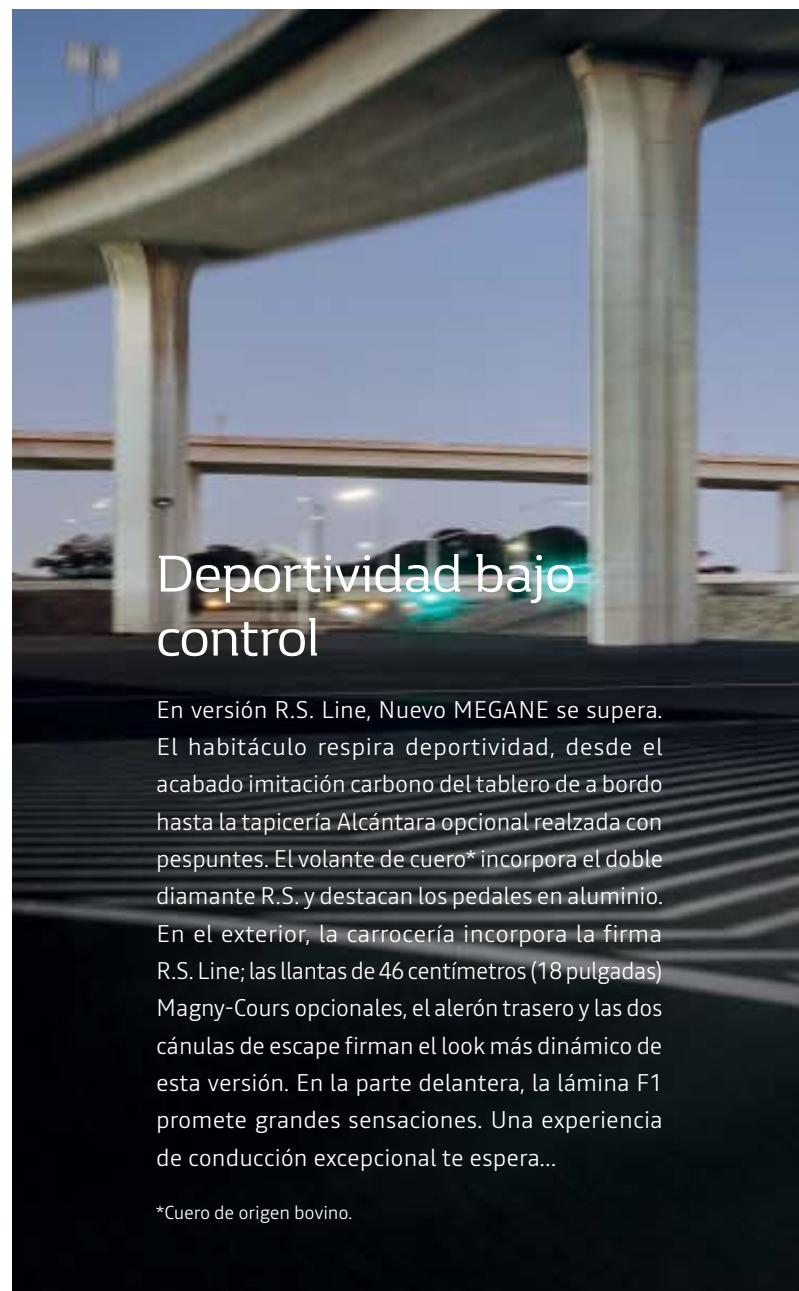 Deportividad bajo
control
En versión R.S. Line, Nuevo MEGANE se supera.
El habitáculo respira deportividad, desde el
acabado imitación carbono del tablero de a bordo
hasta la tapicería Alcántara opcional realzada con
pespuntes. El volante de cuero* incorpora el doble
diamante R.S. y destacan los pedales en aluminio.
En el exterior, la carrocería incorpora la firma
R.S. Line; las llantas de 46 centímetros (18 pulgadas)
Magny-Cours opcionales, el alerón trasero y las dos
cánulas de escape firman el look más dinámico de
esta versión. En la parte delantera, la lámina F1
promete grandes sensaciones. Una experiencia
de conducción excepcional te espera...
*Cuero de origen bovino.